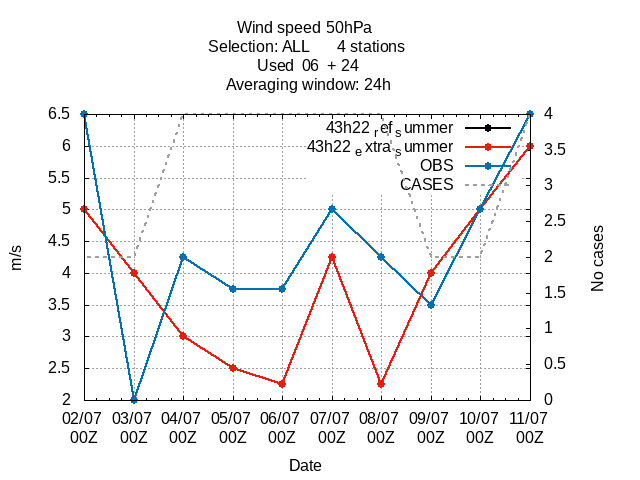 Wind speed 50hPa
Selection: ALL      4 stations
Used  06  + 24
Averaging window: 24h
6.5
6
5.5
5
4.5
4
3.5
3
2.5
2
m/s
43h22 ref summer
43h22 extra summer
OBS
CASES
4
3.5
3
2.5
2
1.5
1
0.5
0
No cases
02/07 03/07 04/07 05/07 06/07 07/07 08/07 09/07 10/07 11/07
00Z 00Z 00Z 00Z 00Z 00Z 00Z 00Z 00Z 00Z
Date